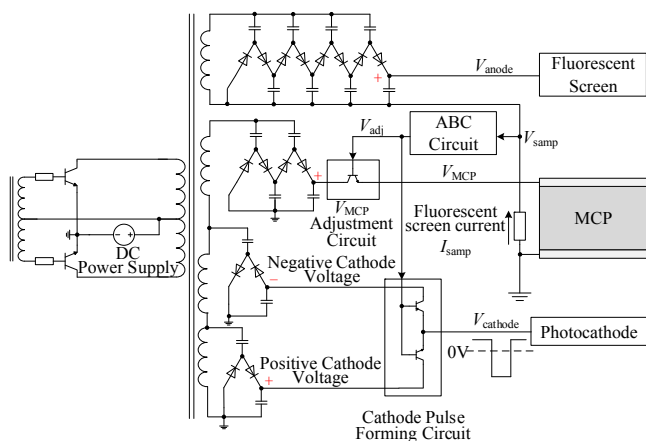 V_anode
Fluorescent
Screen
V_adj
ABC
Circuit
V_samp
V_MCP
V_MCP
Adjustment
Circuit
Fluorescent
screen current
I_samp
MCP
DC
Power Supply
Negative Cathode
Voltage
V_cathode
Photocathode
0V
Positive Cathode
Voltage
Cathode Pulse
Forming Circuit